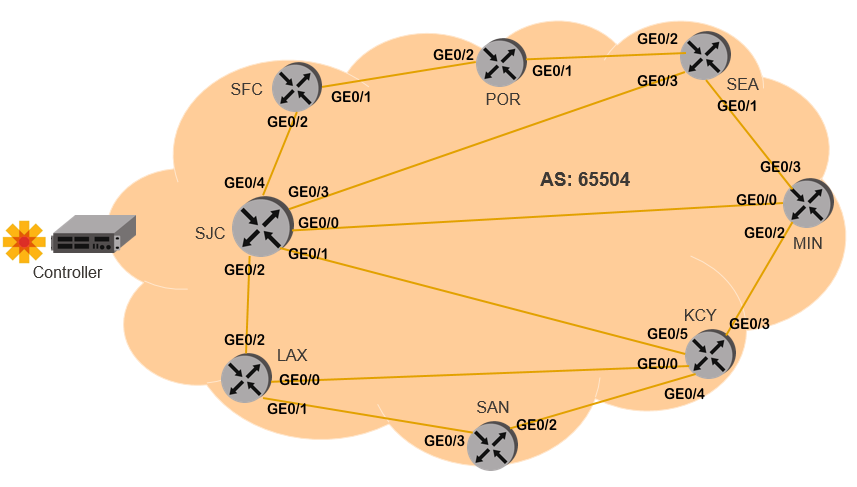 GE0/2
GE0/2
SFC
GE0/1
GE0/1
GE0/3
SEA
POR
GE0/1
GE0/2
GE0/3
GE0/4
GE0/3
AS: 65504
GE0/0
SJC
GE0/0
GE0/2
MIN
GE0/1
Controller
GE0/2
KCY
GE0/3
GE0/5
GE0/2
LAX
GE0/0
GE0/0
GE0/4
GE0/1
SAN
GE0/2
GE0/3